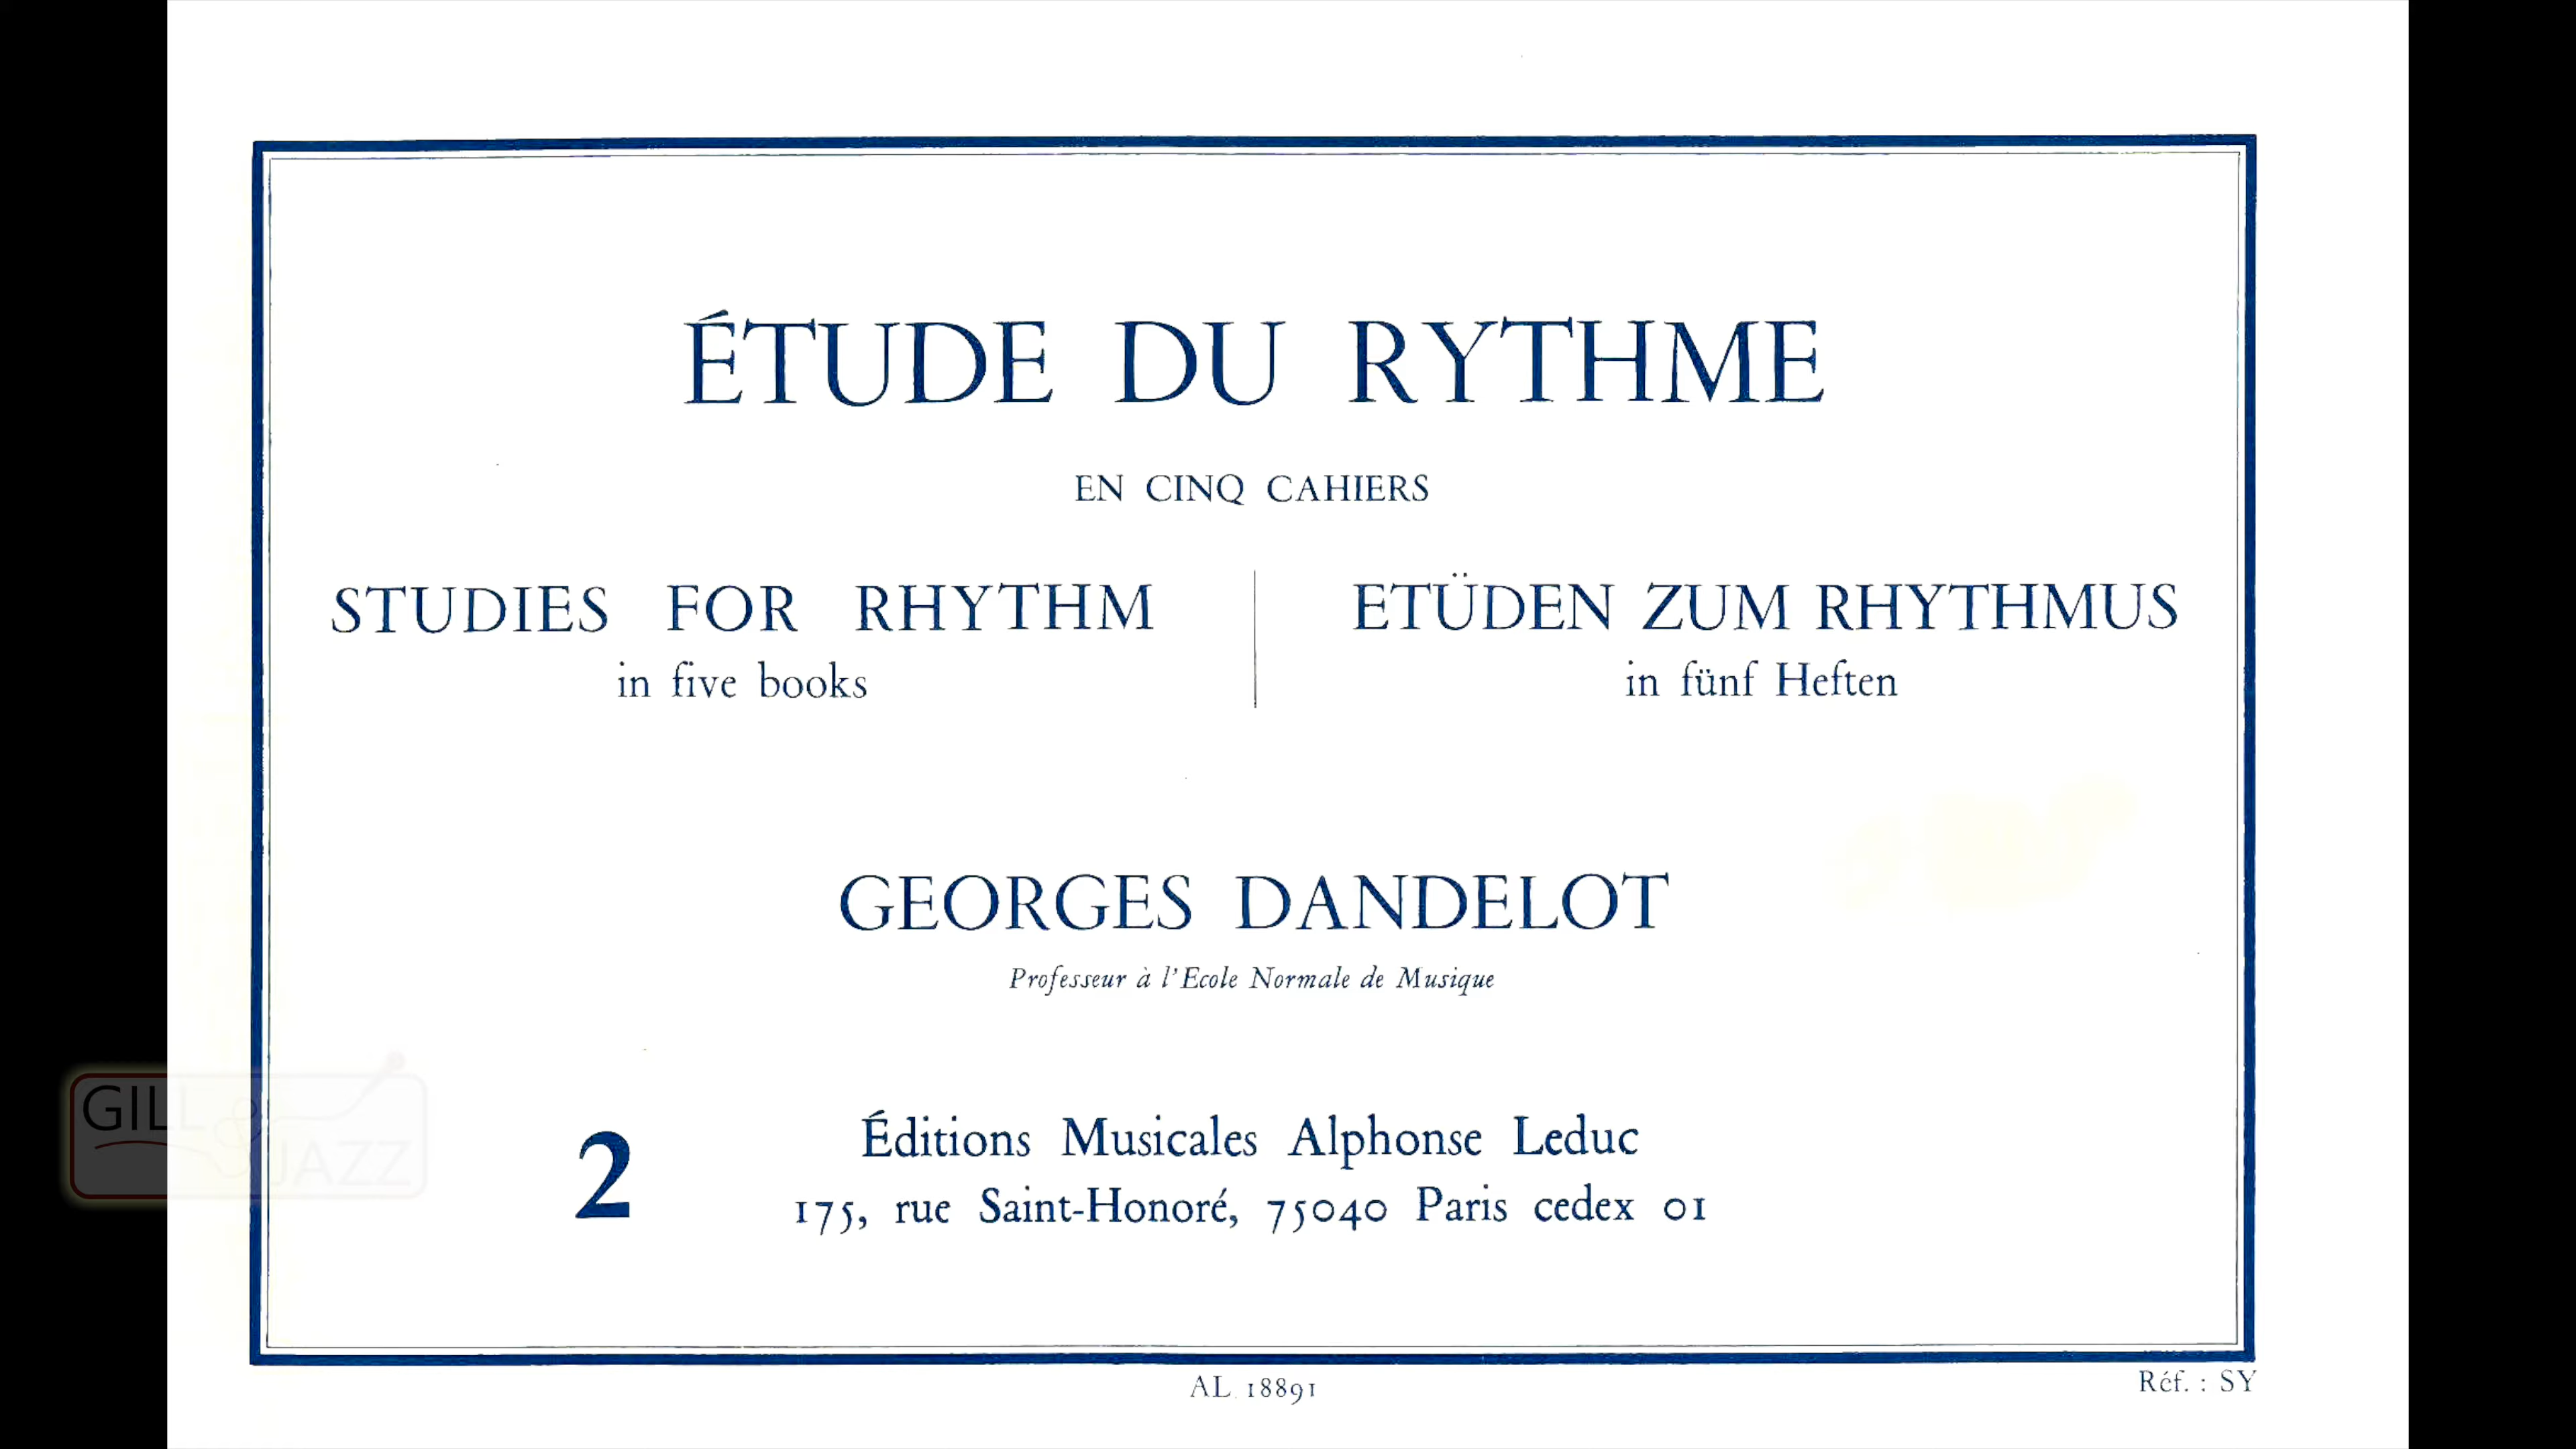 ÉTUDE DU RYTHME
EN CINQ CAHIERS
STUDIES FOR RHYTHM
in five books
ETÜDEN ZUM RHYTHMUS
in fünf Heften
GEORGES DANDELOT
Professeur à l'Ecole Normale de Musique
2
Éditions Musicales Alphonse Leduc
175, rue Saint-Honoré, 75040 Paris cedex 01
AL 18891
Réf. : SY
GILL & JAZZ